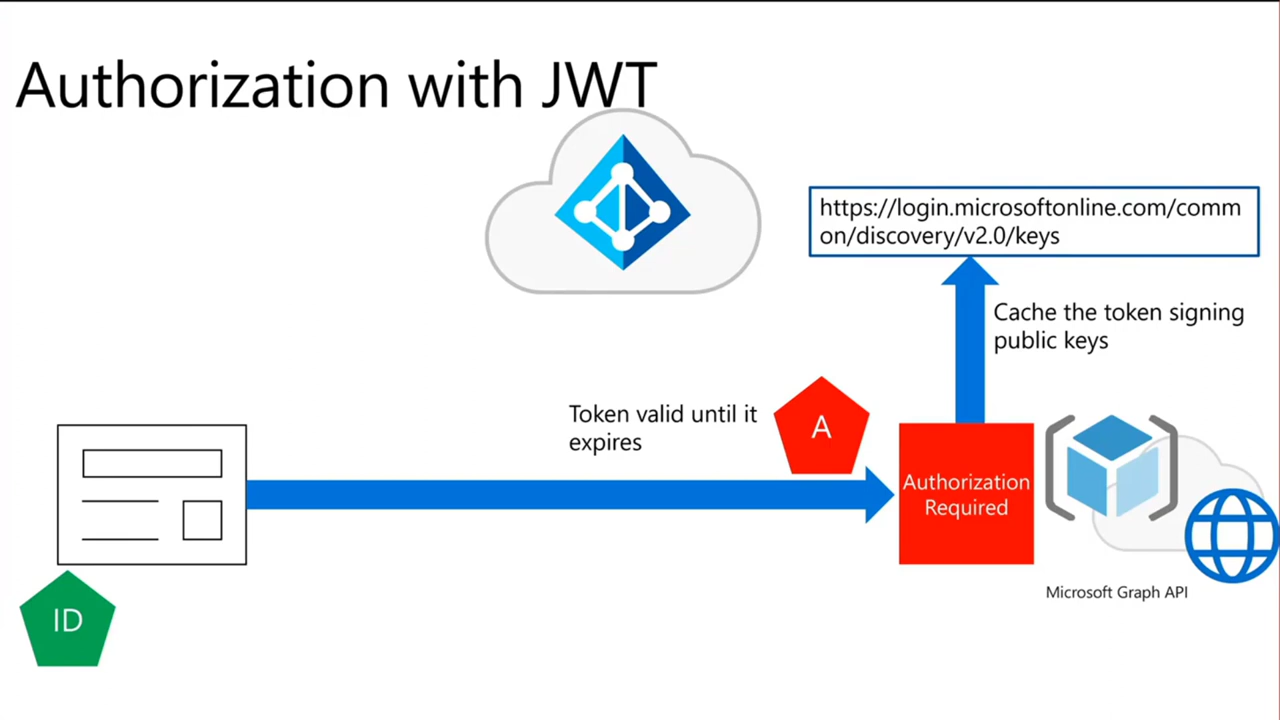 Authorization with JWT
https://login.microsoftonline.com/comm
on/discovery/v2.0/keys
Cache the token signing
public keys
Token valid until it
expires
A
Authorization
Required
Microsoft Graph API
ID